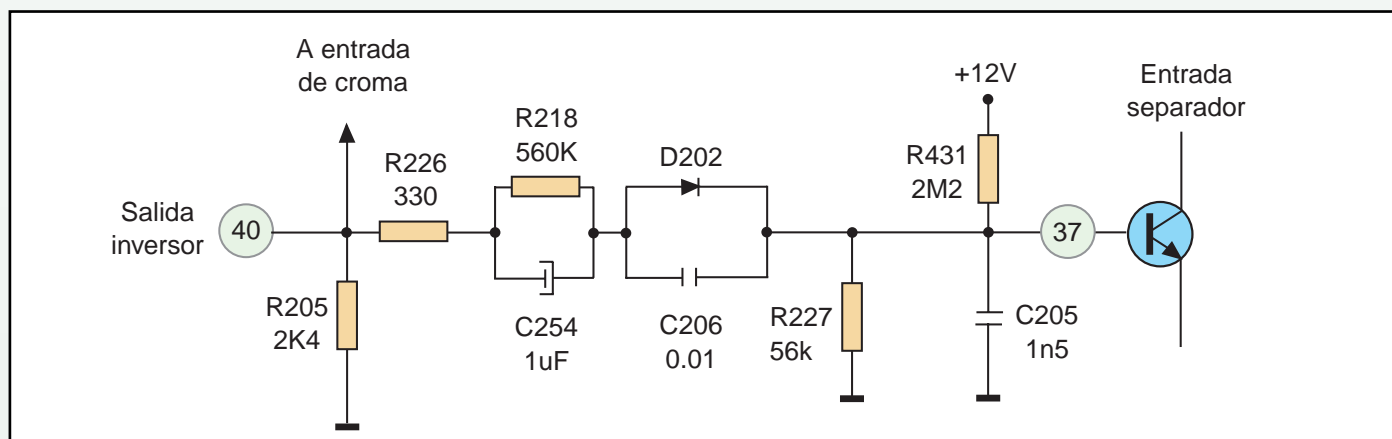 A entrada
de croma
R218
560K
R226
330
D202
+12V
R431
2M2
Entrada
separador
Salida
inversor
40
37
R205
2K4
C254
1uF
C206
0.01
R227
56k
C205
1n5